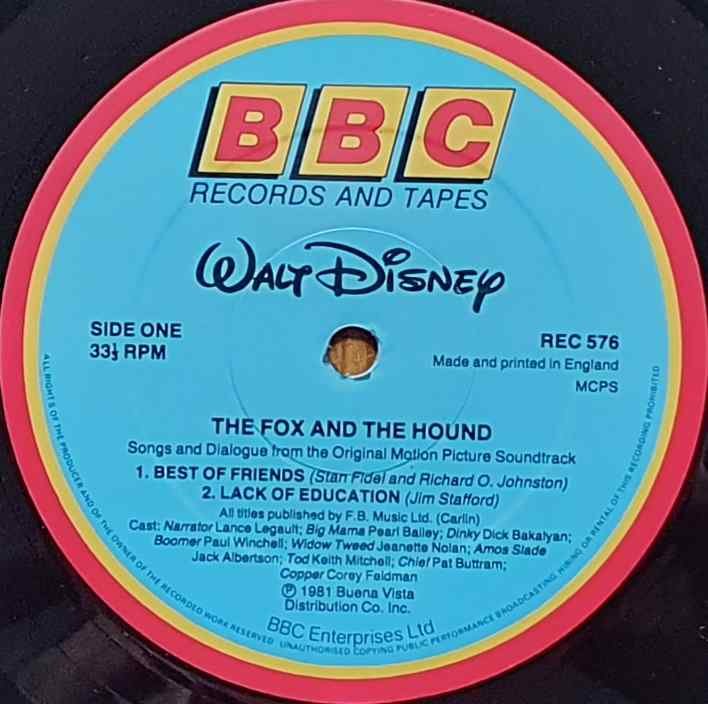 BBC
RECORDS AND TAPES
WALT DISNEY
SIDE ONE
33⅓ RPM
REC 576
Made and printed in England
MCPS
THE FOX AND THE HOUND
Songs and Dialogue from the Original Motion Picture Soundtrack
1. BEST OF FRIENDS (Stan Fidel and Richard O. Johnston)
2. LACK OF EDUCATION (Jim Stafford)
All titles published by F.B. Music Ltd. (Carlin)
Cast: Narrator Lance Legault; Big Mama Pearl Bailey; Dinky Dick Bakalyan;
Boomer Paul Winchell; Widow Tweed Jeanette Nolan; Amos Slade
Jack Albertson; Tod Keith Mitchell; Chief Pat Buttram;
Copper Corey Feldman
℗ 1981 Buena Vista
Distribution Co. Inc.
BBC Enterprises Ltd
ALL RIGHTS OF THE PRODUCER AND OF THE OWNER OF THE RECORDED WORK RESERVED UNAUTHORISED COPYING PUBLIC PERFORMANCE BROADCASTING HIRING OR RENTAL OF THIS RECORDING PROHIBITED